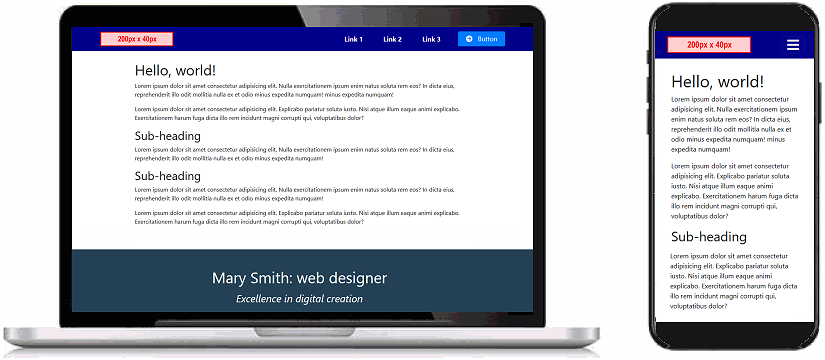 200px x 40px
Link 1
Link 2
Link 3
Button
Hello, world!
Lorem ipsum dolor sit amet consectetur adipisicing elit. Nulla exercitationem ipsum enim natus soluta rem eos? In dicta eius,
reprehenderit elit odit mollitia nulla ex et odio minus expedita numquam! minus expedita numquam!
Lorem ipsum dolor sit amet consectetur adipisicing elit. Explicabo pariatur soluta iusto. Nisi atque illum eaque animi explicabo.
Exercitationem harum fuga dicta illo rem incidunt magni corrupti qui, voluptatibus dolor?
Sub-heading
Lorem ipsum dolor sit amet consectetur adipisicing elit. Nulla exercitationem ipsum enim natus soluta rem eos? In dicta eius,
reprehenderit elit odit mollitia nulla ex et odio minus expedita numquam!
Sub-heading
Lorem ipsum dolor sit amet consectetur adipisicing elit. Nulla exercitationem ipsum enim natus soluta rem eos? In dicta eius,
reprehenderit elit odit mollitia nulla ex et odio minus expedita numquam!
Lorem ipsum dolor sit amet consectetur adipisicing elit. Explicabo pariatur soluta iusto. Nisi atque illum eaque animi explicabo.
Exercitationem harum fuga dicta illo rem incidunt magni corrupti qui, voluptatibus dolor?
Mary Smith: web designer
Excellence in digital creation
200px x 40px
Hello, world!
Lorem ipsum dolor sit amet consectetur
adipisicing elit. Nulla exercitationem ipsum
enim natus soluta rem eos? In dicta eius,
reprehenderit elit odit mollitia nulla ex et odio
minus expedita numquam! minus expedita
numquam!
Lorem ipsum dolor sit amet consectetur
adipisicing elit. Explicabo pariatur soluta
iusto. Nisi atque illum eaque animi
explicabo. Exercitationem harum fuga dicta
illo rem incidunt magni corrupti qui,
voluptatibus dolor?
Sub-heading
Lorem ipsum dolor sit amet consectetur
adipisicing elit. Explicabo pariatur soluta
iusto. Nisi atque illum eaque animi
explicabo. Exercitationem harum fuga dicta
illo rem incidunt magni corrupti qui,
voluptatibus dolor?